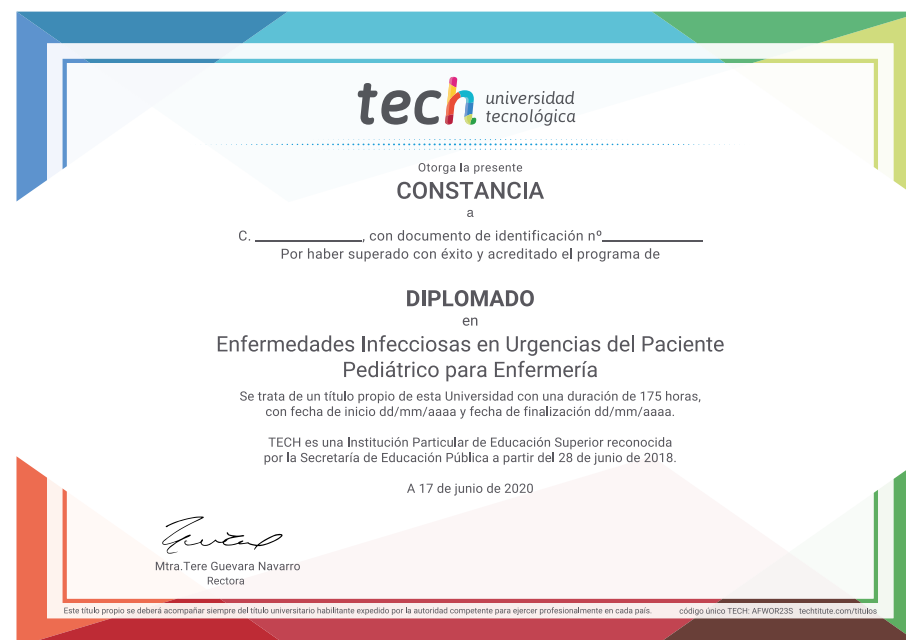 tech universidad
tecnológica
Otorga la presente
CONSTANCIA
a
C. ____________, con documento de identificación nº____________
Por haber superado con éxito y acreditado el programa de
DIPLOMADO
en
Enfermedades Infecciosas en Urgencias del Paciente
Pediátrico para Enfermería
Se trata de un título propio de esta Universidad con una duración de 175 horas,
con fecha de inicio dd/mm/aaaa y fecha de finalización dd/mm/aaaa.
TECH es una Institución Particular de Educación Superior reconocida
por la Secretaría de Educación Pública a partir del 28 de junio de 2018.
A 17 de junio de 2020
Mtra.Tere Guevara Navarro
Rectora
Este título propio se deberá acompañar siempre del título universitario habilitante expedido por la autoridad competente para ejercer profesionalmente en cada país. código único TECH: AFWOR23S techtitute.com/titulos